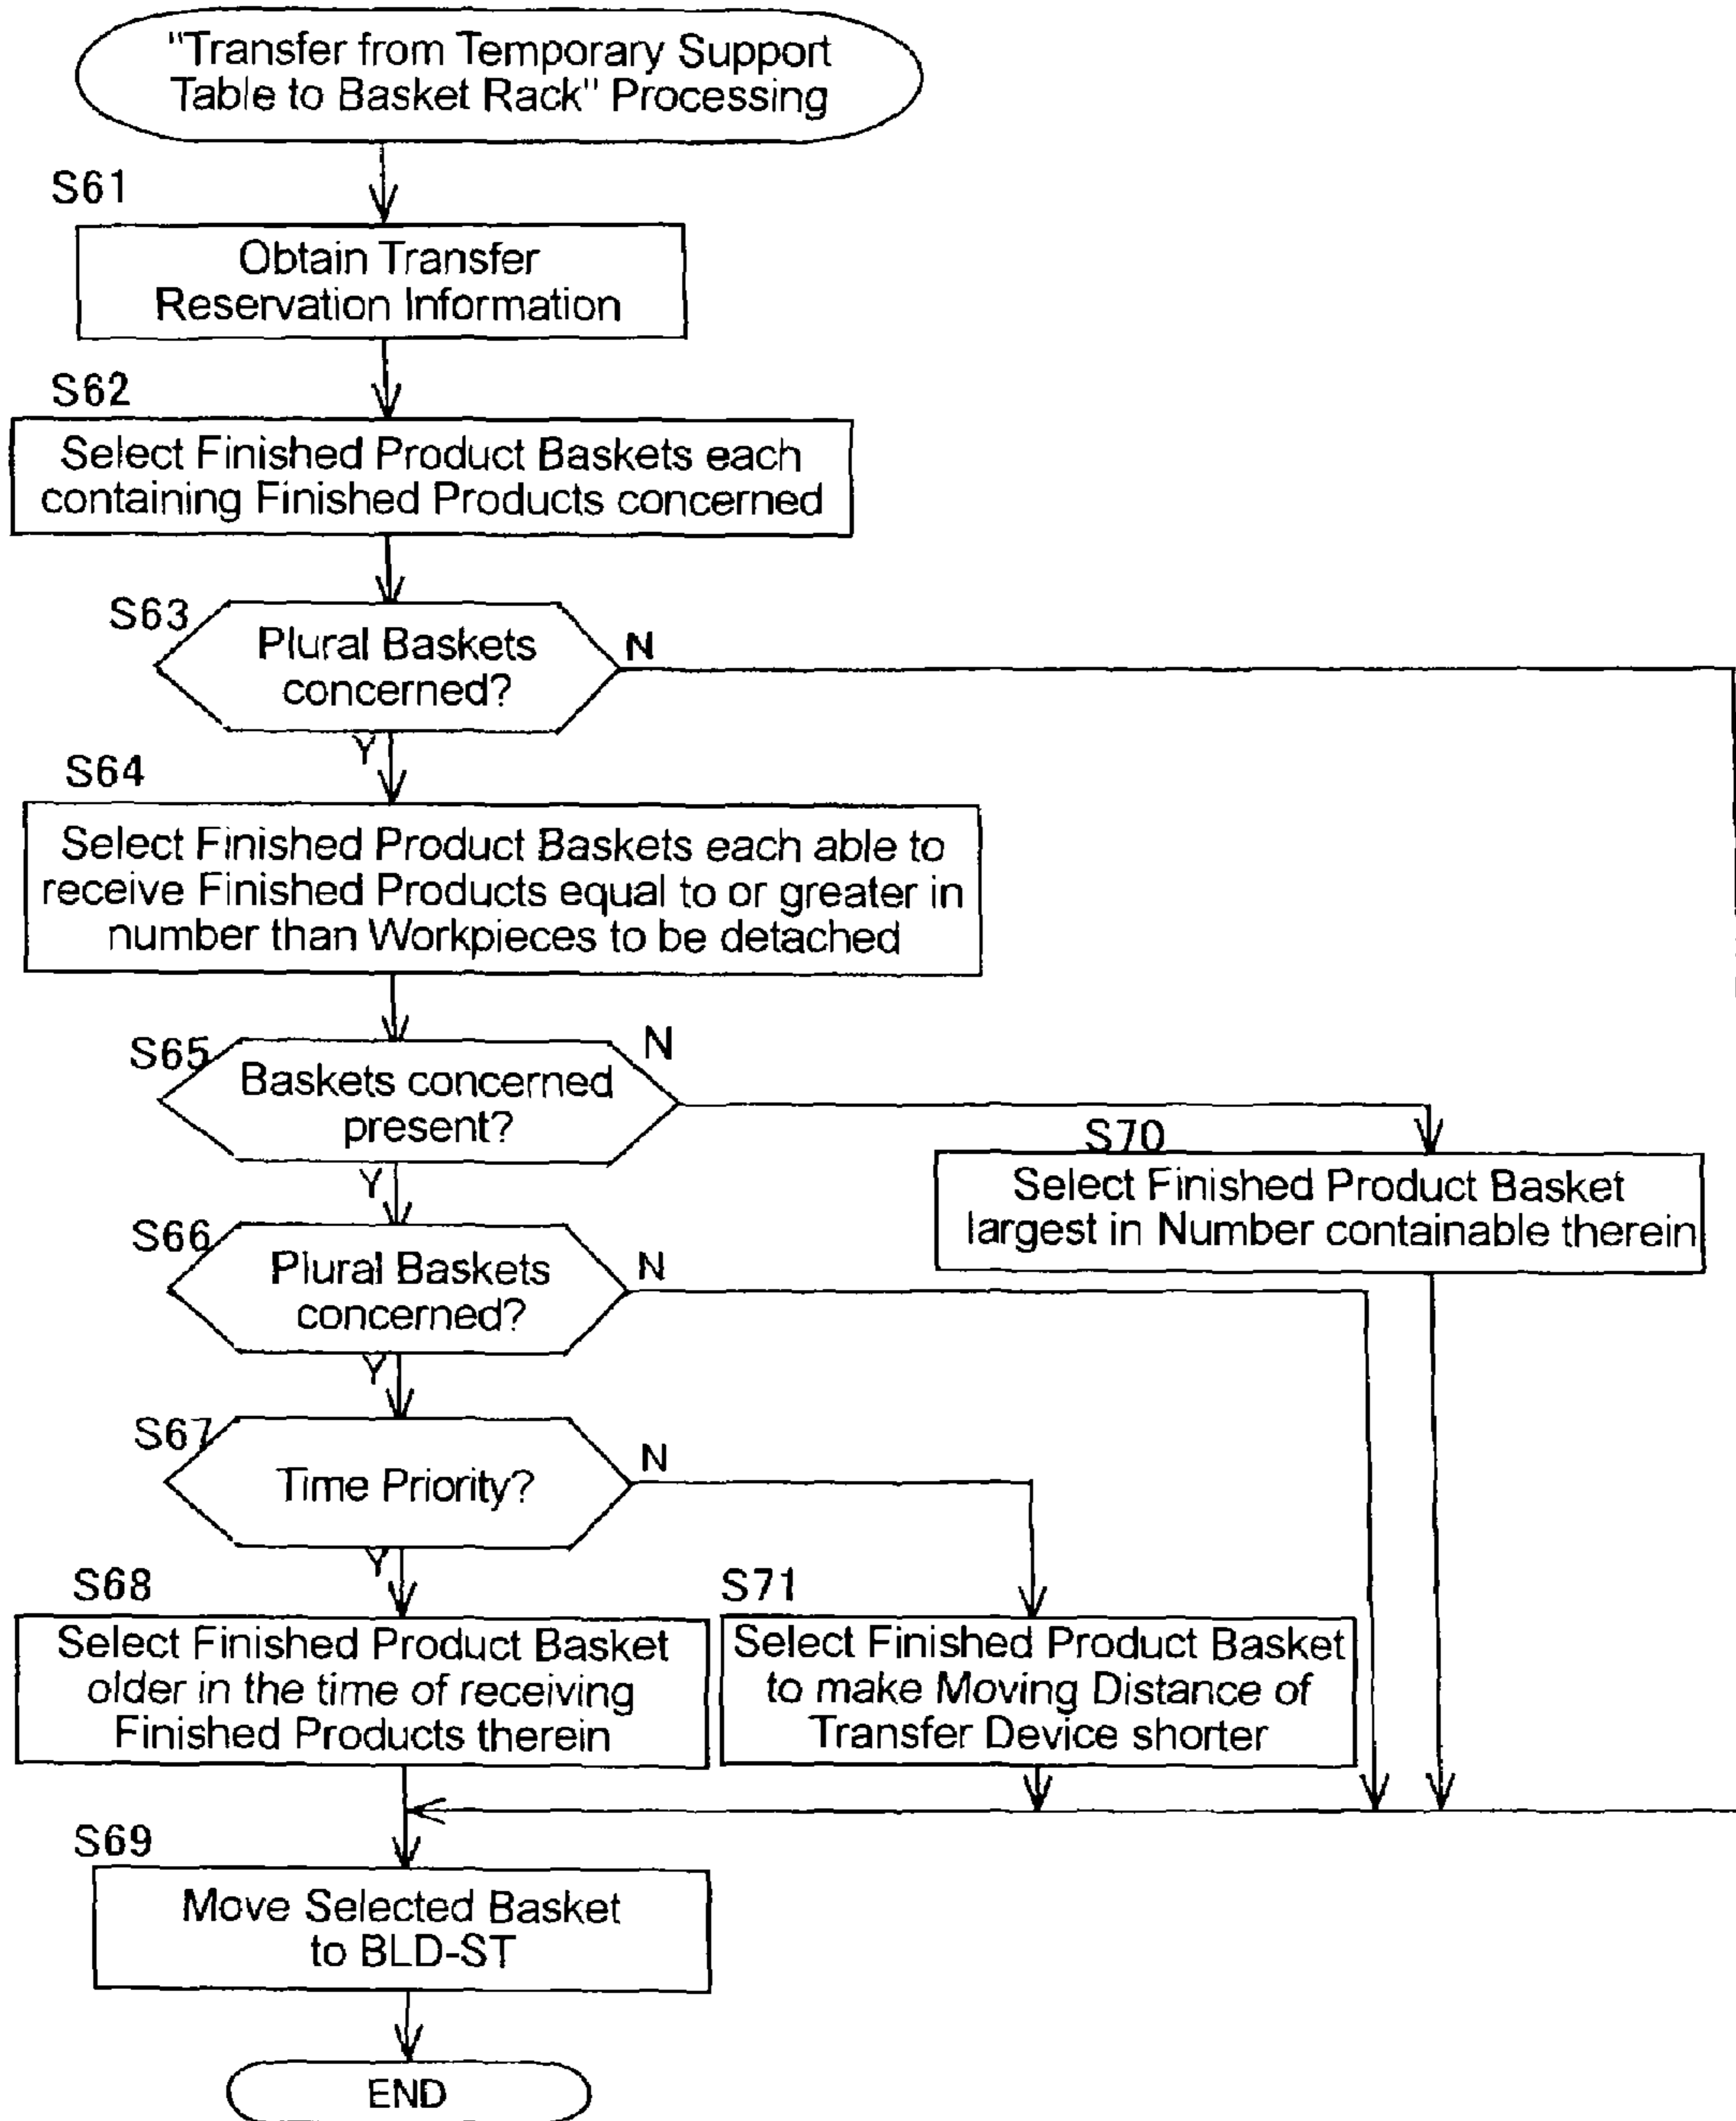 "Transfer from Temporary Support
Table to Basket Rack" Processing
S61
Obtain Transfer
Reservation Information
S62
Select Finished Product Baskets each
containing Finished Products concerned
S63
Plural Baskets
concerned?
N
Y
S64
Select Finished Product Baskets each able to
receive Finished Products equal to or greater in
number than Workpieces to be detached
S65
Baskets concerned
present?
N
Y
S70
Select Finished Product Basket
largest in Number containable therein
S66
Plural Baskets
concerned?
N
Y
S67
Time Priority?
N
Y
S68
Select Finished Product Basket
older in the time of receiving
Finished Products therein
S71
Select Finished Product Basket
to make Moving Distance of
Transfer Device shorter
S69
Move Selected Basket
to BLD-ST
END